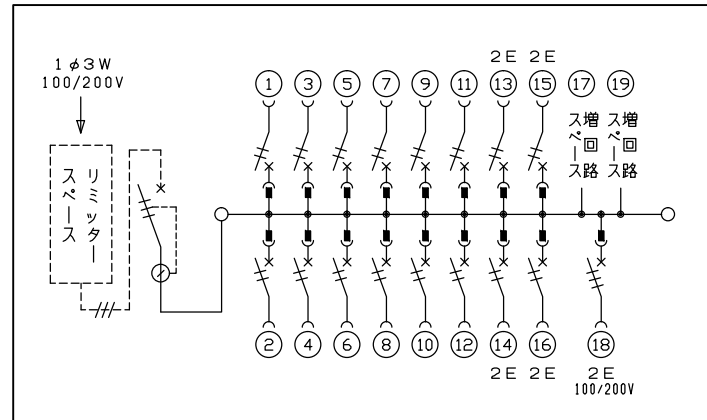 1φ3W
100/200V
リミッター
スペース
2E 2E
① ③ ⑤ ⑦ ⑨ ⑪ ⑬ ⑮ ⑰ ⑲
増回路
スペース
増回路
スペース
② ④ ⑥ ⑧ ⑩ ⑫ ⑭ ⑯ ⑱
2E 2E 2E
100/200V